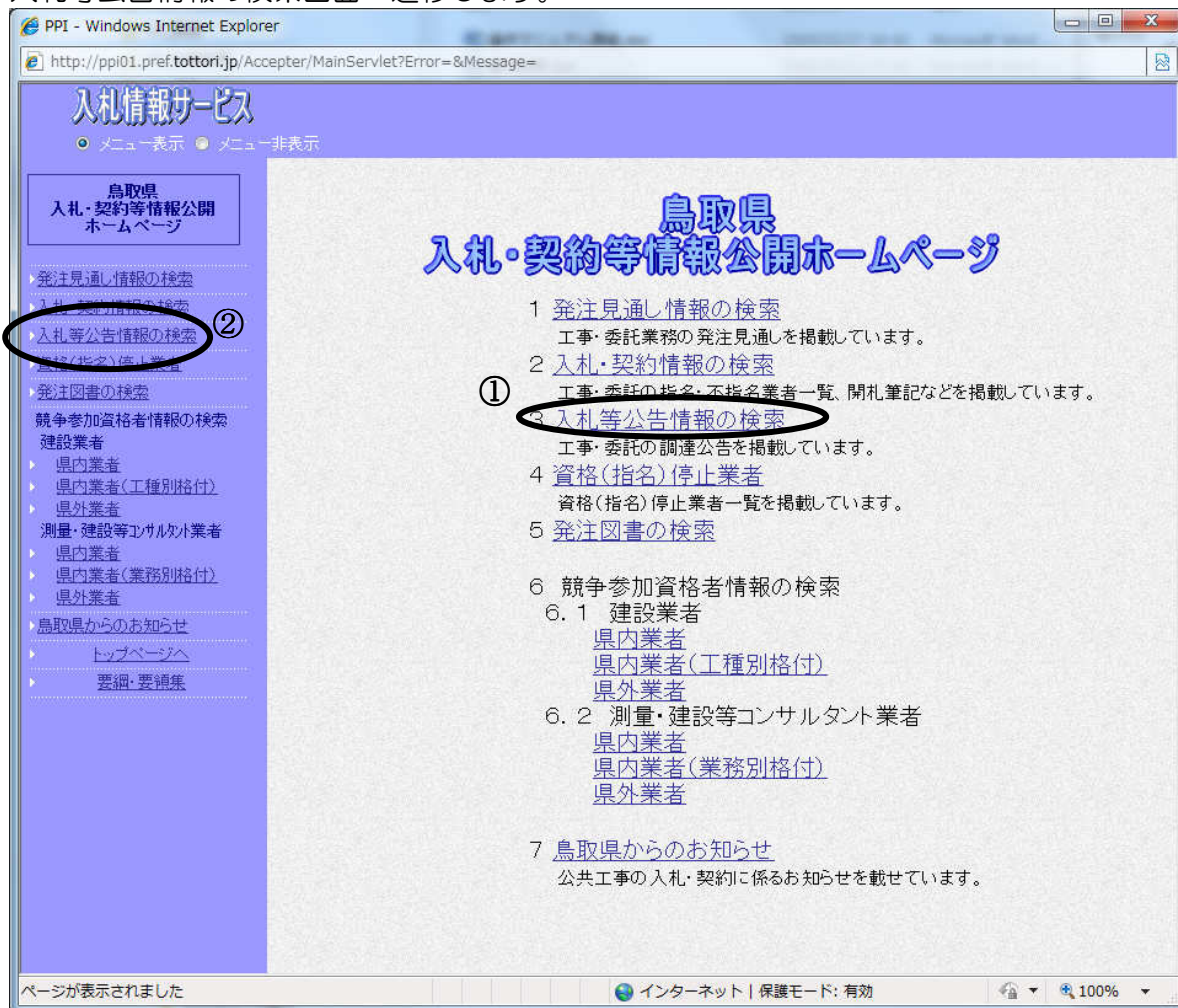 PPI - Windows Internet Explorer
http://ppi01.pref.tottori.jp/Accepter/MainServlet?Error=&Message=
入札情報サービス
メニュー表示 メニュー非表示
鳥取県
入札・契約等情報公開
ホームページ
発注見通し情報の検索
入札・契約情報の検索
入札等公告情報の検索
②
資格(指名)停止業者
発注図書の検索
競争参加資格者情報の検索
建設業者
県内業者
県内業者(工種別格付)
県外業者
測量・建設等コンサルタント業者
県内業者
県内業者(業務別格付)
県外業者
鳥取県からのお知らせ
トップページへ
要綱・要領集
鳥取県
入札・契約等情報公開ホームページ
1 発注見通し情報の検索
工事・委託業務の発注見通しを掲載しています。
2 入札・契約情報の検索
①
工事・委託の指名・不指名業者一覧、開札筆記などを掲載しています。
3 入札等公告情報の検索
工事・委託の調達公告を掲載しています。
4 資格(指名)停止業者
資格(指名)停止業者一覧を掲載しています。
5 発注図書の検索
6 競争参加資格者情報の検索
6.1 建設業者
県内業者
県内業者(工種別格付)
県外業者
6.2 測量・建設等コンサルタント業者
県内業者
県内業者(業務別格付)
県外業者
7 鳥取県からのお知らせ
公共工事の入札・契約に係るお知らせを載せています。
ページが表示されました
インターネット | 保護モード: 有効
100%